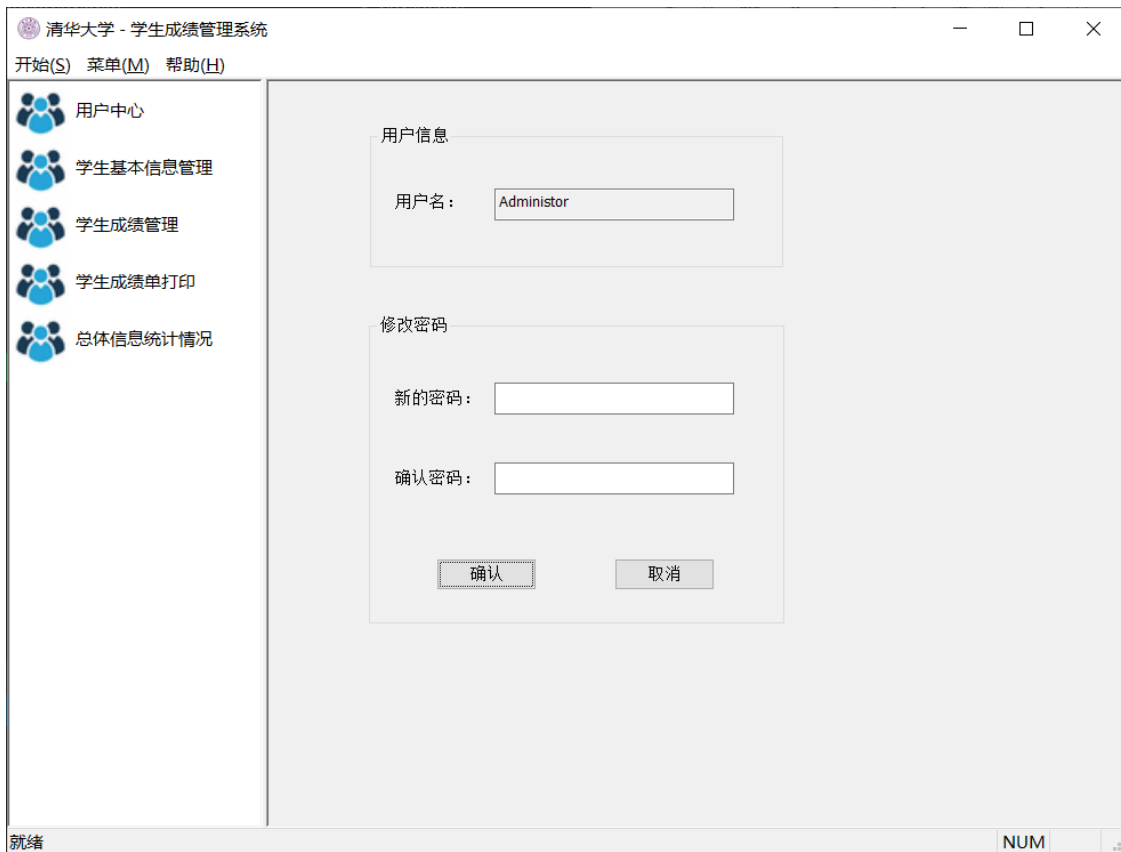 清华大学 - 学生成绩管理系统
开始(S) 菜单(M) 帮助(H)
用户中心
学生基本信息管理
学生成绩管理
学生成绩单打印
总体信息统计情况
用户信息
用户名： Administor
修改密码
新的密码：
确认密码：
确认 取消
就绪 NUM